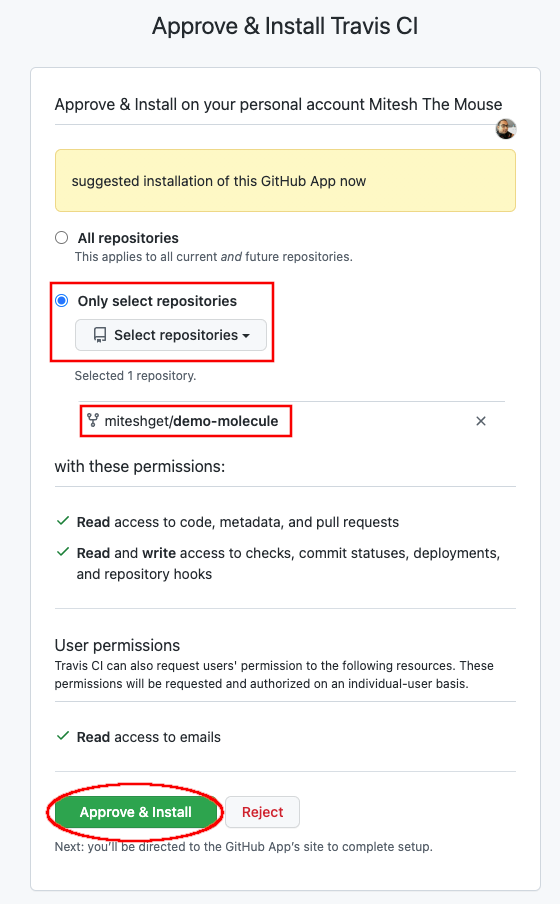 Approve & Install Travis CI
Approve & Install on your personal account Mitesh The Mouse
suggested installation of this GitHub App now
All repositories
This applies to all current and future repositories.
Only select repositories
Select repositories
Selected 1 repository.
miteshget/demo-molecule
with these permissions:
Read access to code, metadata, and pull requests
Read and write access to checks, commit statuses, deployments,
and repository hooks
User permissions
Travis CI can also request users' permission to the following resources. These
permissions will be requested and authorized on an individual-user basis.
Read access to emails
Approve & Install
Reject
Next: you'll be directed to the GitHub App's site to complete setup.